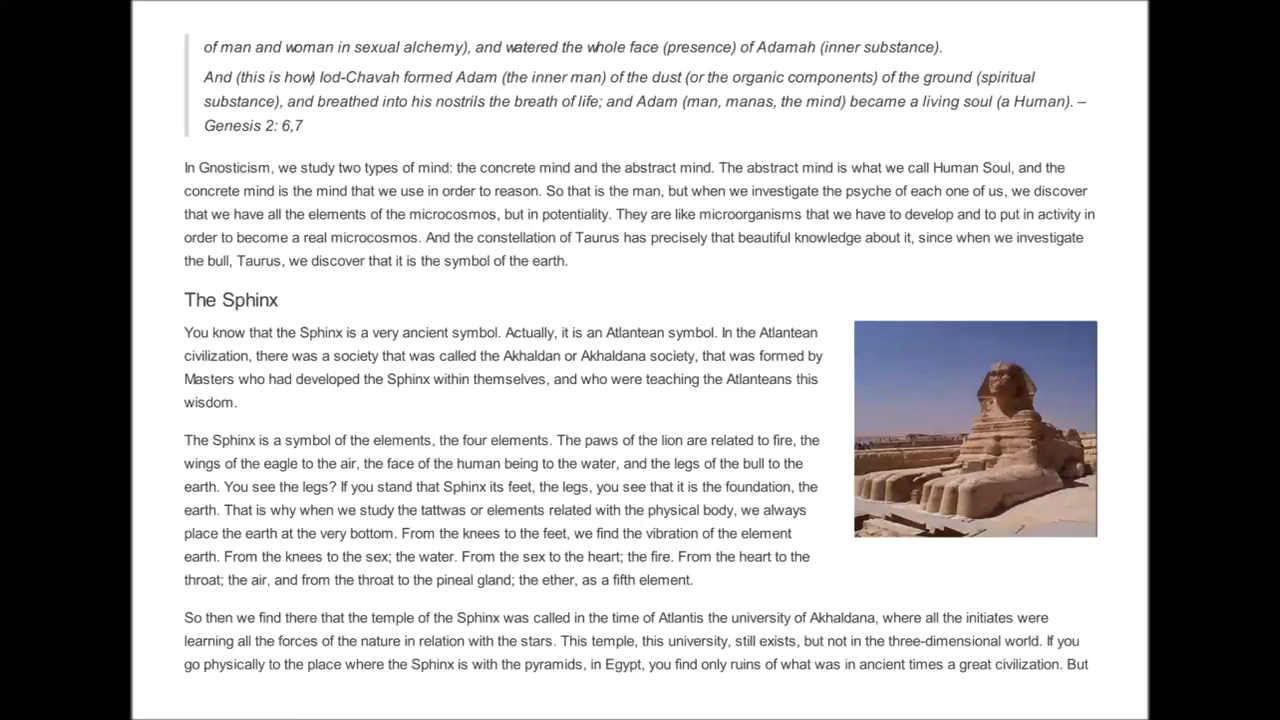 of man and woman in sexual alchemy), and watered the whole face (presence) of Adamah (inner substance).
And (this is how) Iod-Chavah formed Adam (the inner man) of the dust (or the organic components) of the ground (spiritual
substance), and breathed into his nostrils the breath of life; and Adam (man, manas, the mind) became a living soul (a Human). –
Genesis 2: 6,7
In Gnosticism, we study two types of mind: the concrete mind and the abstract mind. The abstract mind is what we call Human Soul, and the
concrete mind is the mind that we use in order to reason. So that is the man, but when we investigate the psyche of each one of us, we discover
that we have all the elements of the microcosmos, but in potentiality. They are like microorganisms that we have to develop and to put in activity in
order to become a real microcosmos. And the constellation of Taurus has precisely that beautiful knowledge about it, since when we investigate
the bull, Taurus, we discover that it is the symbol of the earth.
The Sphinx
You know that the Sphinx is a very ancient symbol. Actually, it is an Atlantean symbol. In the Atlantean
civilization, there was a society that was called the Akhaldan or Akhaldana society, that was formed by
Masters who had developed the Sphinx within themselves, and who were teaching the Atlanteans this
wisdom.
The Sphinx is a symbol of the elements, the four elements. The paws of the lion are related to fire, the
wings of the eagle to the air, the face of the human being to the water, and the legs of the bull to the
earth. You see the legs? If you stand that Sphinx its feet, the legs, you see that it is the foundation, the
earth. That is why when we study the tattwas or elements related with the physical body, we always
place the earth at the very bottom. From the knees to the feet, we find the vibration of the element
earth. From the knees to the sex; the water. From the sex to the heart; the fire. From the heart to the
throat; the air, and from the throat to the pineal gland; the ether, as a fifth element.
So then we find there that the temple of the Sphinx was called in the time of Atlantis the university of Akhaldana, where all the initiates were
learning all the forces of the nature in relation with the stars. This temple, this university, still exists, but not in the three-dimensional world. If you
go physically to the place where the Sphinx is with the pyramids, in Egypt, you find only ruins of what was in ancient times a great civilization. But